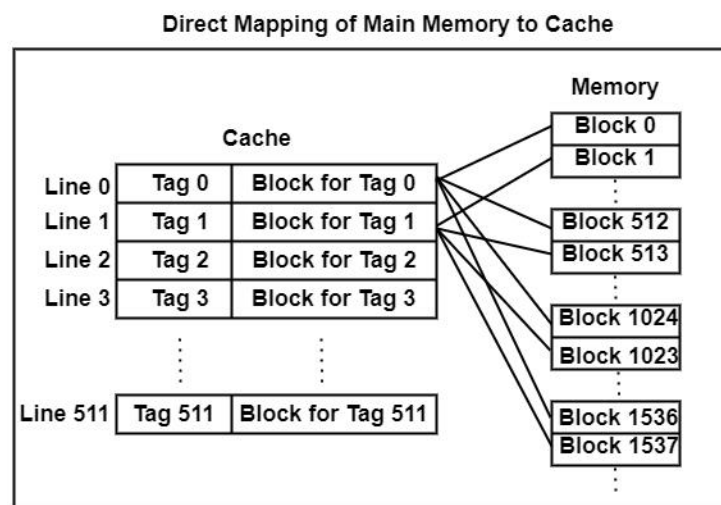 Direct Mapping of Main Memory to Cache
Memory
Cache
Block 0
Block 1
Line 0 Tag 0 Block for Tag 0
Line 1 Tag 1 Block for Tag 1
Line 2 Tag 2 Block for Tag 2
Line 3 Tag 3 Block for Tag 3
Block 512
Block 513
Block 1024
Block 1023
Line 511 Tag 511 Block for Tag 511
Block 1536
Block 1537